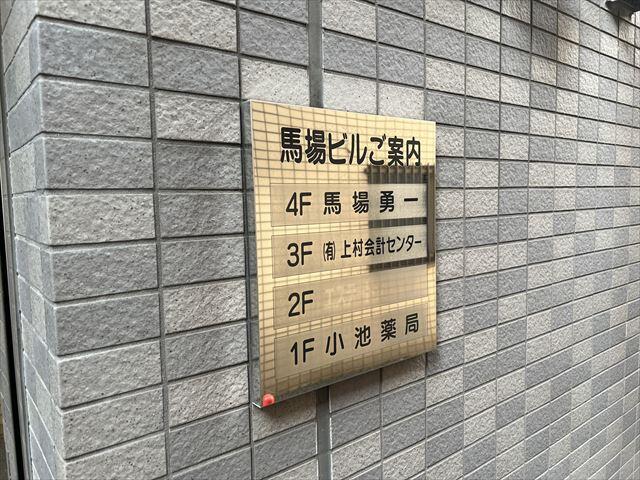 馬場ビルご案内
4F 馬場勇一
3F ㈲上村会計センター
2F
1F 小池薬局